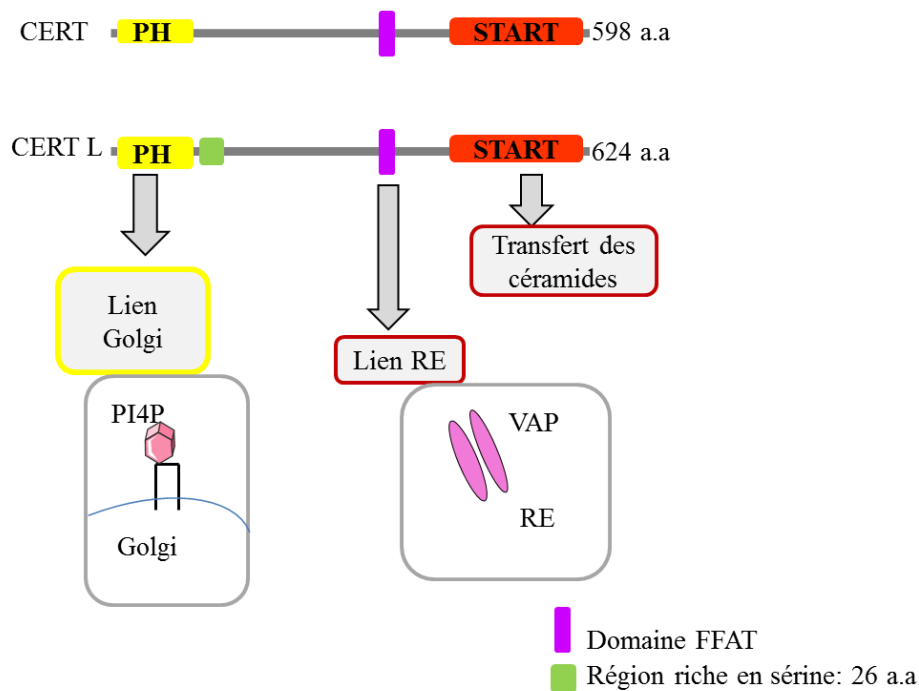 CERT PH START 598 a.a
CERT L PH START 624 a.a
Transfert des
céramides
Lien
Golgi
Lien RE
PI4P
Golgi
VAP
RE
Domaine FFAT
Région riche en sérine: 26 a.a